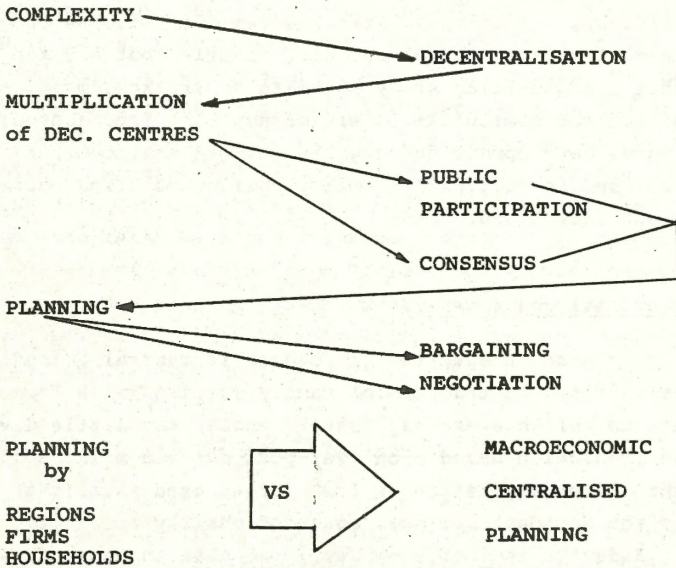 COMPLEXITY
DECENTRALISATION
MULTIPLICATION
of DEC. CENTRES
PUBLIC
PARTICIPATION
CONSENSUS
PLANNING
BARGAINING
NEGOTIATION
PLANNING
by
REGIONS
FIRMS
HOUSEHOLDS
VS
MACROECONOMIC
CENTRALISED
PLANNING